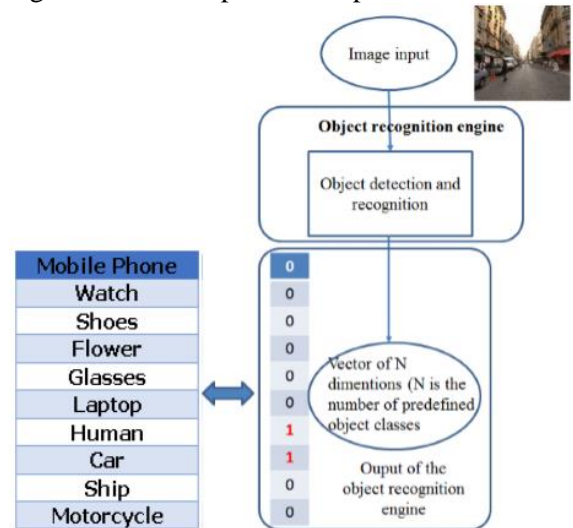 Image input
Object recognition engine
Object detection and
recognition
Mobile Phone
Watch
Shoes
Flower
Glasses
Laptop
Human
Car
Ship
Motorcycle
0
0
0
0
0
0
1
1
0
0
Vector of N
dimentions (N is the
number of predefined
object classes
Ouput of the
object recognition
engine